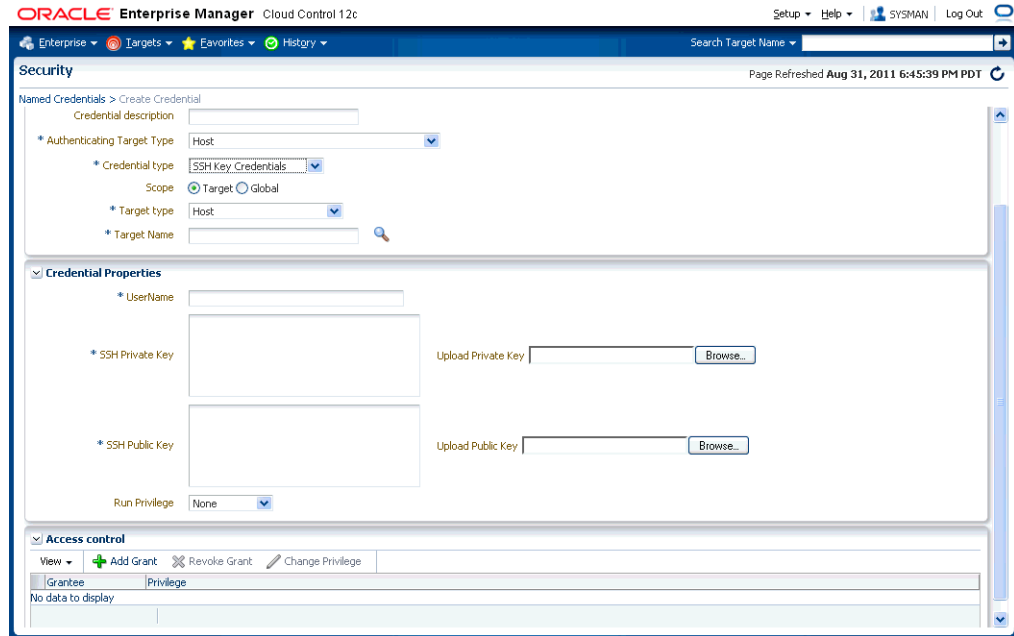 ORACLE Enterprise Manager Cloud Control 12c
Setup Help SYSMAN Log Out
Enterprise Targets Favorites History Search Target Name
Security
Page Refreshed Aug 31, 2011 6:45:39 PM PDT
Named Credentials > Create Credential
Credential description
* Authenticating Target Type Host
* Credential type SSH Key Credentials
Scope Target Global
* Target type Host
* Target Name
Credential Properties
* UserName
* SSH Private Key Upload Private Key Browse...
* SSH Public Key Upload Public Key Browse...
Run Privilege None
Access control
View Add Grant Revoke Grant Change Privilege
Grantee Privilege
No data to display